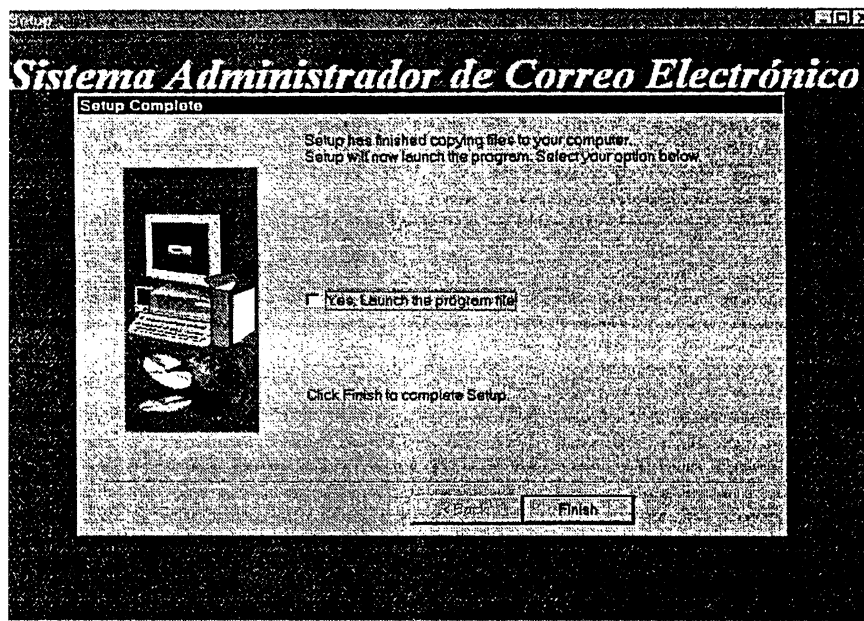 Setup
Sistema Administrador de Correo Electrónico
Setup Complete
Setup has finished copying files to your computer.
Setup will now launch the program. Select your option below.
Yes, Launch the program file
Click Finish to complete Setup.
< Back
Finish